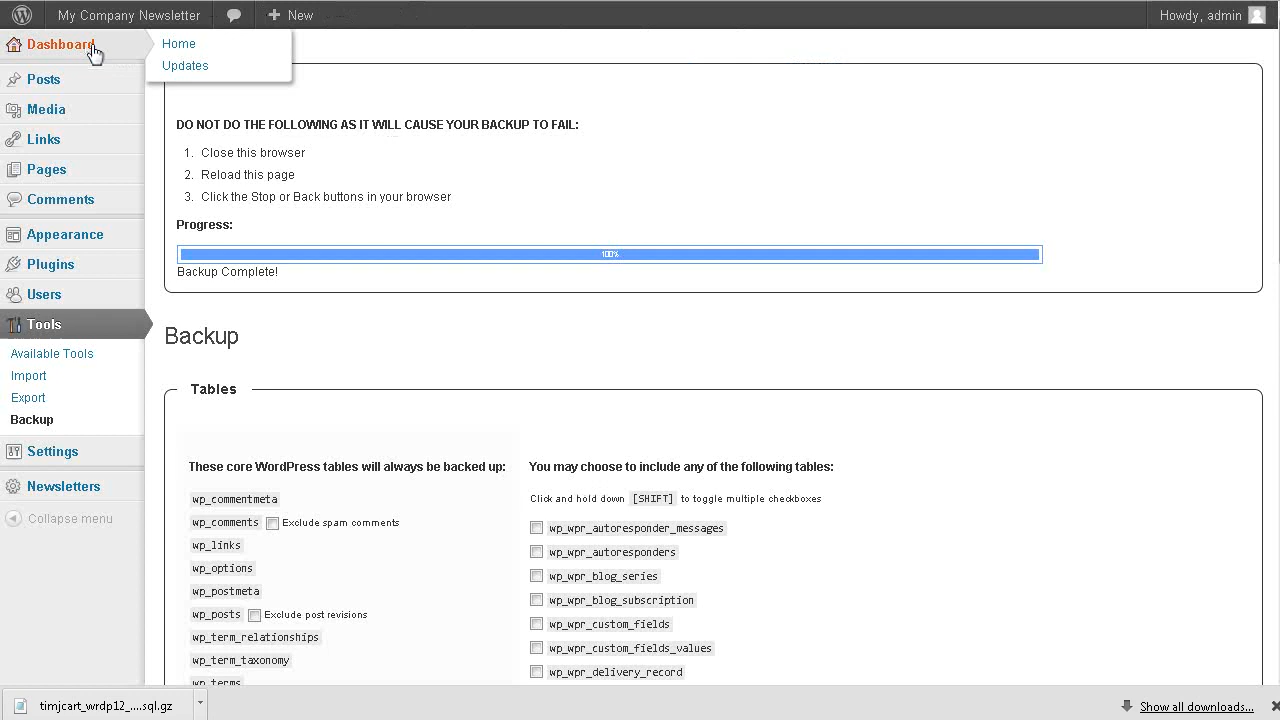 My Company Newsletter
New
Howdy, admin
Dashboard
Home
Updates
Posts
Media
Links
Pages
Comments
Appearance
Plugins
Users
Tools
Available Tools
Import
Export
Backup
Settings
Newsletters
Collapse menu
DO NOT DO THE FOLLOWING AS IT WILL CAUSE YOUR BACKUP TO FAIL:
1. Close this browser
2. Reload this page
3. Click the Stop or Back buttons in your browser
Progress:
100%
Backup Complete!
Backup
Tables
These core WordPress tables will always be backed up:
wp_commentmeta
wp_comments Exclude spam comments
wp_links
wp_options
wp_postmeta
wp_posts Exclude post revisions
wp_term_relationships
wp_term_taxonomy
wp_terms
You may choose to include any of the following tables:
Click and hold down [SHIFT] to toggle multiple checkboxes
wp_wpr_autoresponder_messages
wp_wpr_autoresponders
wp_wpr_blog_series
wp_wpr_blog_subscription
wp_wpr_custom_fields
wp_wpr_custom_fields_values
wp_wpr_delivery_record
timjcart_wrdp12_....sql.gz
Show all downloads...